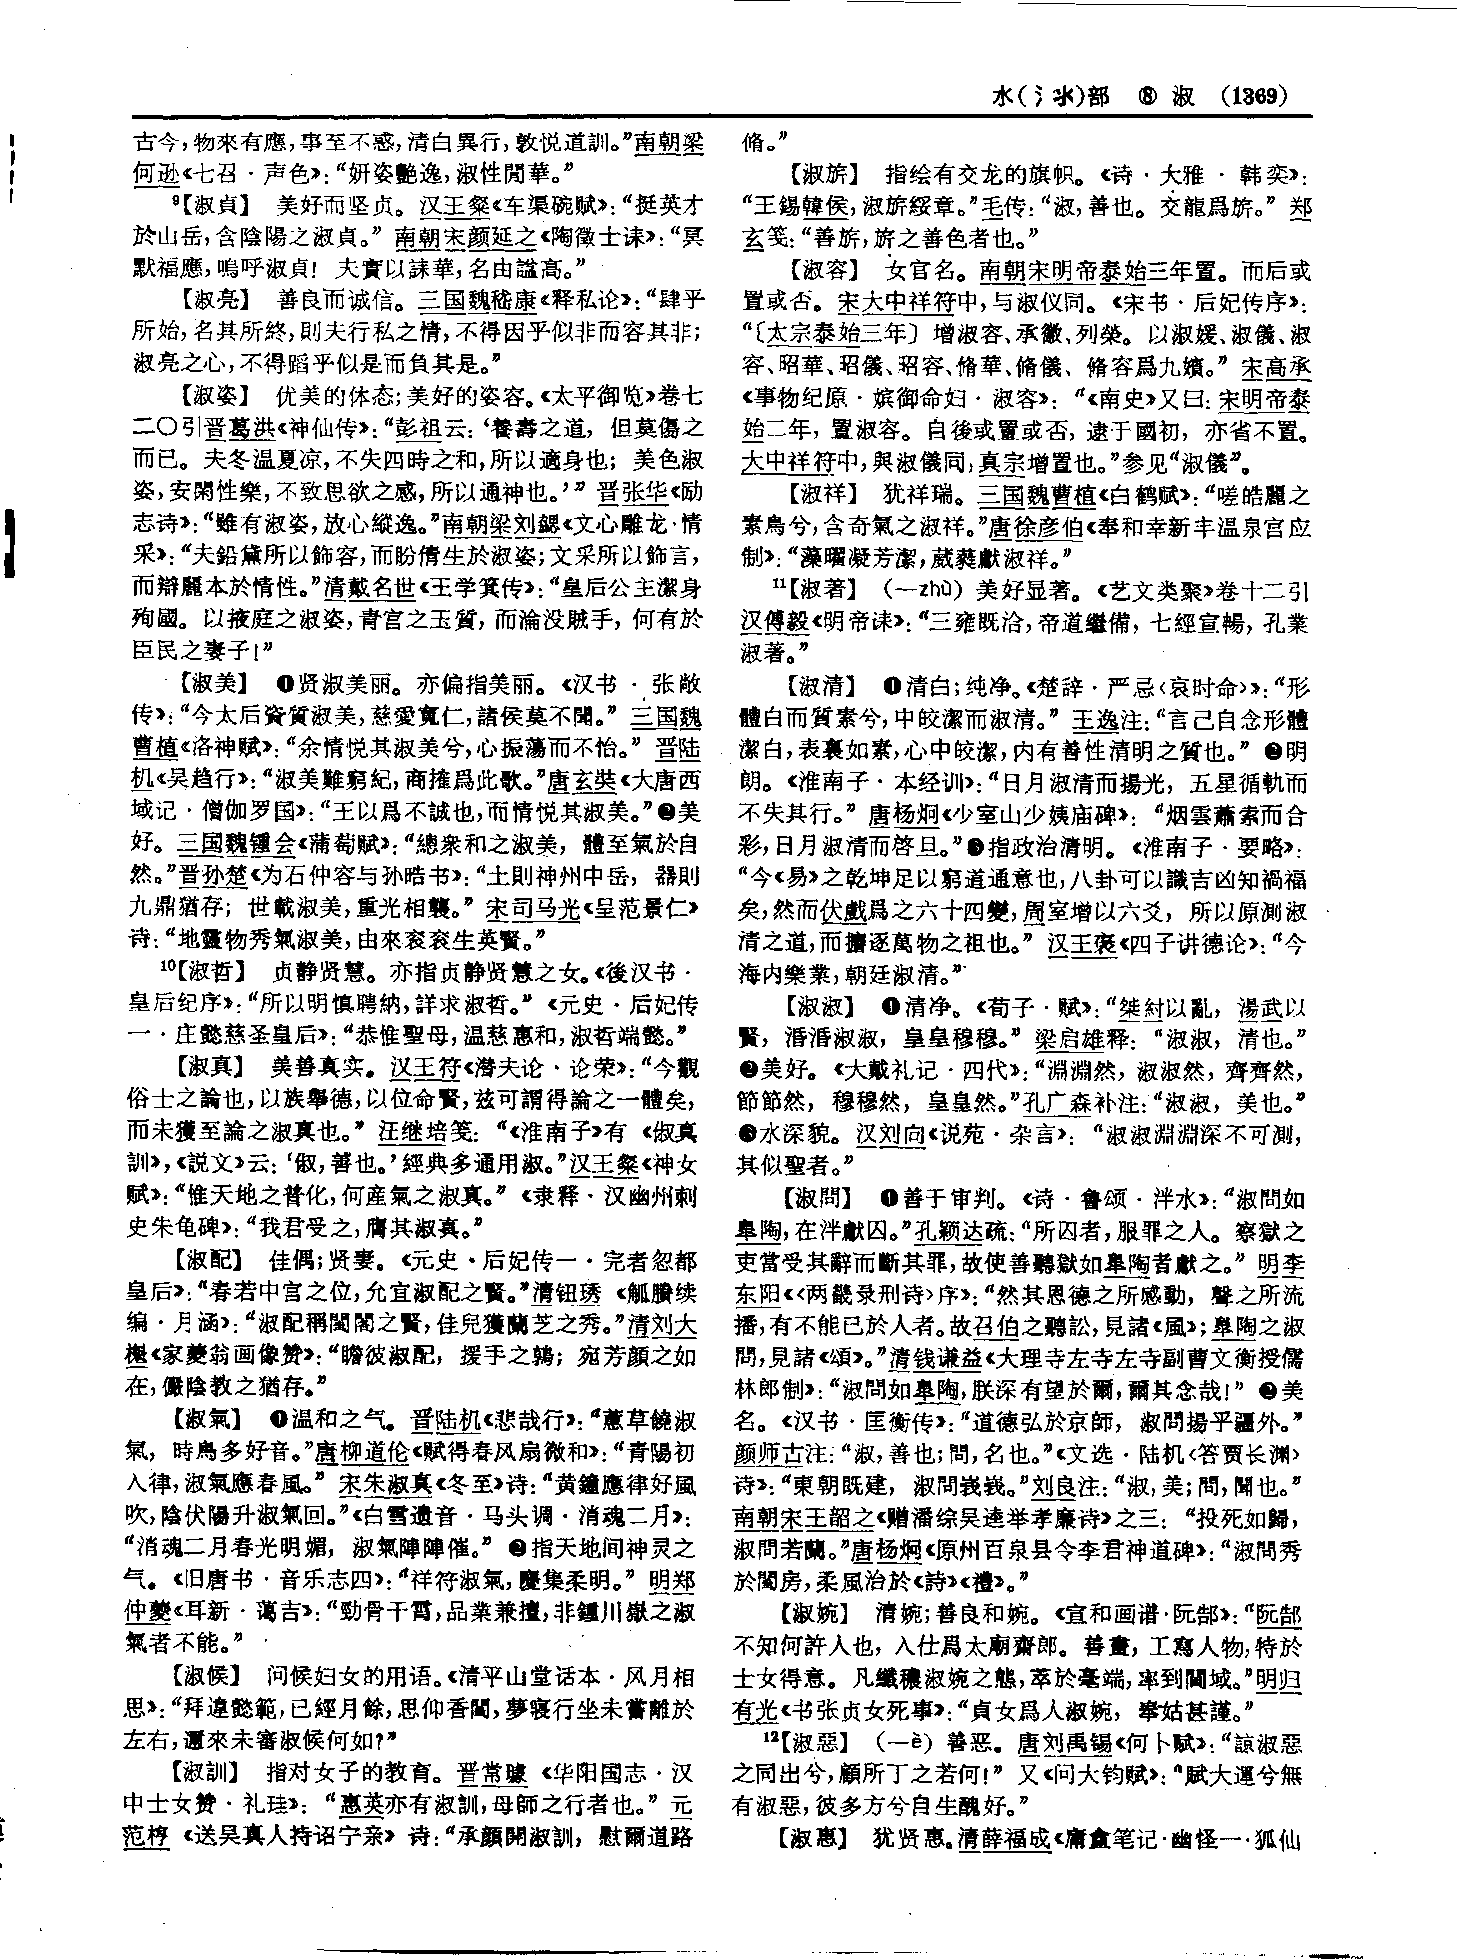 水(氵氺)部 ⑧ 淑 (1369)
古今,物來有應,事至不惑,清白異行,敦悦道訓。”南朝梁
何逊《七召·声色》:“妍姿艷逸,淑性閒華。”
⁹【淑貞】 美好而坚贞。汉王粲《车渠碗赋》:“挺英才
於山岳,含陰陽之淑貞。”南朝宋颜延之《陶徵士诔》:“冥
默福應,嗚呼淑貞! 夫實以誄華,名由諡高。”
【淑亮】 善良而诚信。三国魏嵇康《释私论》:“肆乎
所始,名其所終,則夫行私之情,不得因乎似非而容其非;
淑亮之心,不得蹈乎似是而負其是。”
【淑姿】 优美的体态;美好的姿容。《太平御览》卷七
二〇引晋葛洪《神仙传》:“彭祖云:‘養壽之道,但莫傷之
而已。夫冬温夏凉,不失四時之和,所以適身也;美色淑
姿,安閑性樂,不致思欲之感,所以通神也。’”晋张华《励
志诗》:“雖有淑姿,放心縱逸。”南朝梁刘勰《文心雕龙·情
采》:“夫鉛黛所以飾容,而盼倩生於淑姿;文采所以飾言,
而辯麗本於情性。”清戴名世《王学箕传》:“皇后公主潔身
殉國。以掖庭之淑姿,青宫之玉質,而淪没賊手,何有於
臣民之妻子!”
【淑美】 ❶贤淑美丽。亦偏指美丽。《汉书·张敞
传》:“今太后資質淑美,慈愛寬仁,諸侯莫不聞。”三国魏
曹植《洛神赋》:“余情悦其淑美兮,心振蕩而不怡。”晋陆
机《吴趋行》:“淑美難窮紀,商搉爲此歌。”唐玄奘《大唐西
域记·僧伽罗国》:“王以爲不誠也,而情悦其淑美。”❷美
好。三国魏锺会《蒲萄赋》:“總衆和之淑美,體至氣於自
然。”晋孙楚《为石仲容与孙晧书》:“土則神州中岳,器則
九鼎猶存;世載淑美,重光相襲。”宋司马光《呈范景仁》
诗:“地靈物秀氣淑美,由來衮衮生英賢。”
¹⁰【淑哲】 贞静贤慧。亦指贞静贤慧之女。《後汉书·
皇后纪序》:“所以明慎聘納,詳求淑哲。”《元史·后妃传
一·庄懿慈圣皇后》:“恭惟聖母,温慈惠和,淑哲端懿。”
【淑真】 美善真实。汉王符《潜夫论·论荣》:“今觀
俗士之論也,以族舉德,以位命賢,兹可謂得論之一體矣,
而未獲至論之淑真也。”汪继培笺:“《淮南子》有《俶真
訓》,《説文》云:‘俶,善也。’經典多通用淑。”汉王粲《神女
赋》:“惟天地之普化,何産氣之淑真。”《隶释·汉幽州刺
史朱龟碑》:“我君受之,膺其淑真。”
【淑配】 佳偶;贤妻。《元史·后妃传一·完者忽都
皇后》:“春若中宫之位,允宜淑配之賢。”清钮琇《觚賸续
编·月涵》:“淑配稱閨閤之賢,佳兒獲蘭芝之秀。”清刘大
櫆《家夔翁画像赞》:“瞻彼淑配,援手之鶉;宛芳顔之如
在,儼陰教之猶存。”
【淑氣】 ❶温和之气。晋陆机《悲哉行》:“蕙草饒淑
氣,時鳥多好音。”唐柳道伦《赋得春风扇微和》:“青陽初
入律,淑氣應春風。”宋朱淑真《冬至》诗:“黄鐘應律好風
吹,陰伏陽升淑氣回。”《白雪遗音·马头调·消魂二月》:
“消魂二月春光明媚,淑氣陣陣催。”❷指天地间神灵之
气。《旧唐书·音乐志四》:“祥符淑氣,慶集柔明。”明郑
仲夔《耳新·蔼吉》:“勁骨干霄,品業兼擅,非鍾川嶽之淑
氣者不能。”
【淑候】 问候妇女的用语。《清平山堂话本·风月相
思》:“拜違懿範,已經月餘,思仰香閨,夢寢行坐未嘗離於
左右,邇來未審淑候何如?”
【淑訓】 指对女子的教育。晋常璩《华阳国志·汉
中士女赞·礼珪》:“惠英亦有淑訓,母師之行者也。”元
范梈《送吴真人持诏宁亲》诗:“承顔開淑訓,慰爾道路
脩。”
【淑旂】 指绘有交龙的旗帜。《诗·大雅·韩奕》:
“王錫韓侯,淑旂綏章。”毛传:“淑,善也。交龍爲旂。”郑
玄笺:“善旂,旂之善色者也。”
【淑容】 女官名。南朝宋明帝泰始三年置。而后或
置或否。宋大中祥符中,与淑仪同。《宋书·后妃传序》:
“〔太宗泰始三年〕增淑容、承徽、列榮。以淑媛、淑儀、淑
容、昭華、昭儀、昭容、脩華、脩儀、脩容爲九嬪。”宋高承
《事物纪原·嫔御命妇·淑容》:“《南史》又曰:宋明帝泰
始二年,置淑容。自後或置或否,逮于國初,亦省不置。
大中祥符中,與淑儀同,真宗增置也。”参见“淑儀”。
【淑祥】 犹祥瑞。三国魏曹植《白鹤赋》:“嗟皓麗之
素鳥兮,含奇氣之淑祥。”唐徐彦伯《奉和幸新丰温泉宫应
制》:“藻曜凝芳潔,葳蕤獻淑祥。”
¹¹【淑著】 (—zhù) 美好显著。《艺文类聚》卷十二引
汉傅毅《明帝诔》:“三雍既洽,帝道繼備,七經宣暢,孔業
淑著。”
【淑清】 ❶清白;纯净。《楚辞·严忌〈哀时命〉》:“形
體白而質素兮,中皎潔而淑清。”王逸注:“言己自念形體
潔白,表裏如素,心中皎潔,内有善性清明之質也。”❷明
朗。《淮南子·本经训》:“日月淑清而揚光,五星循軌而
不失其行。”唐杨炯《少室山少姨庙碑》:“烟雲蕭索而合
彩,日月淑清而啓旦。”❸指政治清明。《淮南子·要略》:
“今《易》之乾坤足以窮道通意也,八卦可以識吉凶知禍福
矣,然而伏戲爲之六十四變,周室增以六爻,所以原測淑
清之道,而攈逐萬物之祖也。”汉王褒《四子讲德论》:“今
海内樂業,朝廷淑清。”
【淑淑】 ❶清净。《荀子·赋》:“桀紂以亂,湯武以
賢,涽涽淑淑,皇皇穆穆。”梁启雄释:“淑淑,清也。”
❷美好。《大戴礼记·四代》:“淵淵然,淑淑然,齊齊然,
節節然,穆穆然,皇皇然。”孔广森补注:“淑淑,美也。”
❸水深貌。汉刘向《说苑·杂言》:“淑淑淵淵深不可測,
其似聖者。”
【淑問】 ❶善于审判。《诗·鲁颂·泮水》:“淑問如
臯陶,在泮獻囚。”孔颖达疏:“所囚者,服罪之人。察獄之
吏當受其辭而斷其罪,故使善聽獄如臯陶者獻之。”明李
东阳《〈两畿录刑诗〉序》:“然其恩德之所感動,聲之所流
播,有不能已於人者。故召伯之聽訟,見諸《風》;臯陶之淑
問,見諸《頌》。”清钱谦益《大理寺左寺左寺副曹文衡授儒
林郎制》:“淑問如臯陶,朕深有望於爾,爾其念哉!”❷美
名。《汉书·匡衡传》:“道德弘於京師,淑問揚乎疆外。”
颜师古注:“淑,善也;問,名也。”《文选·陆机〈答贾长渊〉
诗》:“東朝既建,淑問峩峩。”刘良注:“淑,美;問,聞也。”
南朝宋王韶之《赠潘综吴逵举孝廉诗》之三:“投死如歸,
淑問若蘭。”唐杨炯《原州百泉县令李君神道碑》:“淑問秀
於閨房,柔風洽於《詩》《禮》。”
【淑婉】 清婉;善良和婉。《宣和画谱·阮郜》:“阮郜
不知何許人也,入仕爲太廟齋郎。善畫,工寫人物,特於
士女得意。凡纖穠淑婉之態,萃於毫端,率到閫域。”明归
有光《书张贞女死事》:“貞女爲人淑婉,奉姑甚謹。”
¹²【淑惡】 (—è) 善恶。唐刘禹锡《何卜赋》:“諒淑惡
之同出兮,顧所丁之若何!”又《问大钧赋》:“賦大運兮無
有淑惡,彼多方兮自生醜好。”
【淑惠】 犹贤惠。清薛福成《庸盦笔记·幽怪一·狐仙